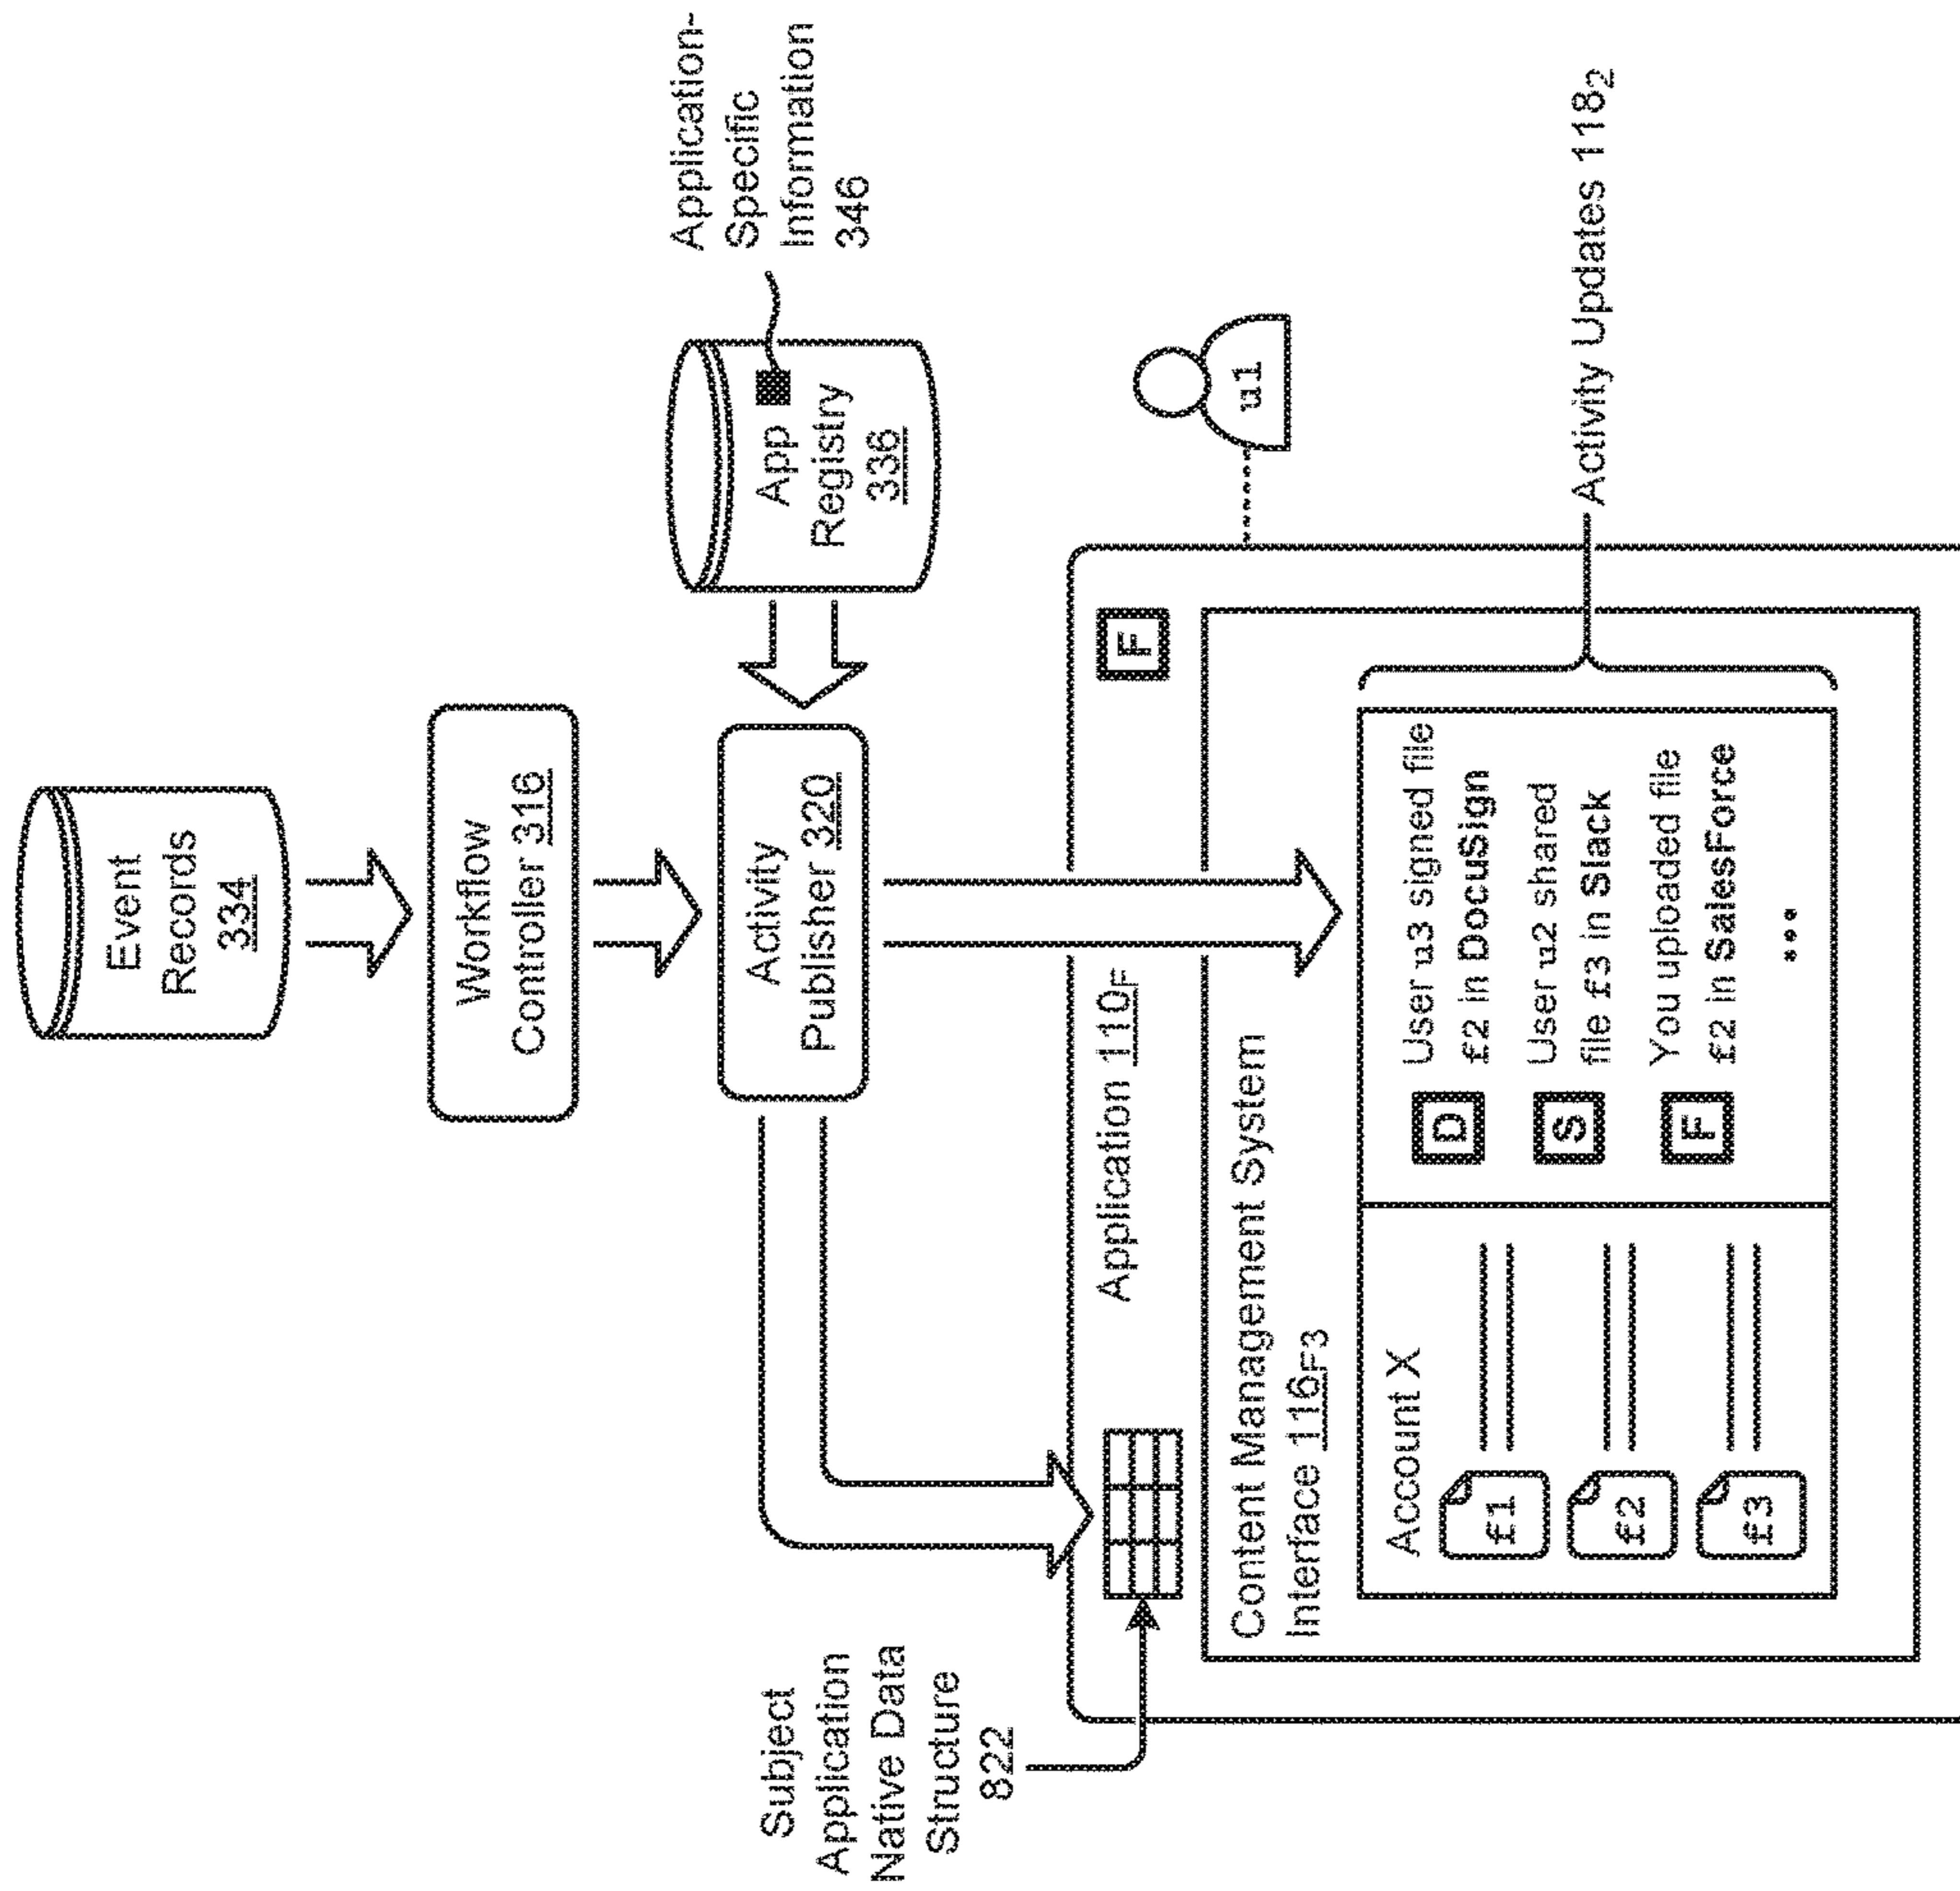 Event
Records
334
Workflow
Controller 316
Activity
Publisher 320
App
Registry
336
Application-
Specific
Information
346
Subject
Application
Native Data
Structure
822
Application 110F
F
u1
Content Management System
Interface 116F3
Account X
f1
f2
f3
D
User u3 signed file
f2 in DocuSign
S
User u2 shared
file f3 in Slack
F
You uploaded file
f2 in SalesForce
•••
Activity Updates 1182